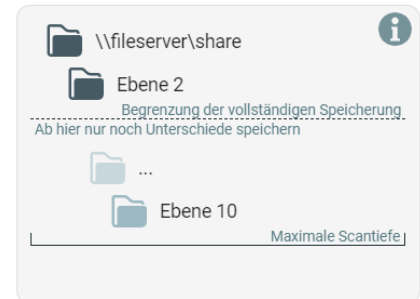 \\fileserver\share
Ebene 2
Begrenzung der vollständigen Speicherung
Ab hier nur noch Unterschiede speichern
...
Ebene 10
Maximale Scantiefe